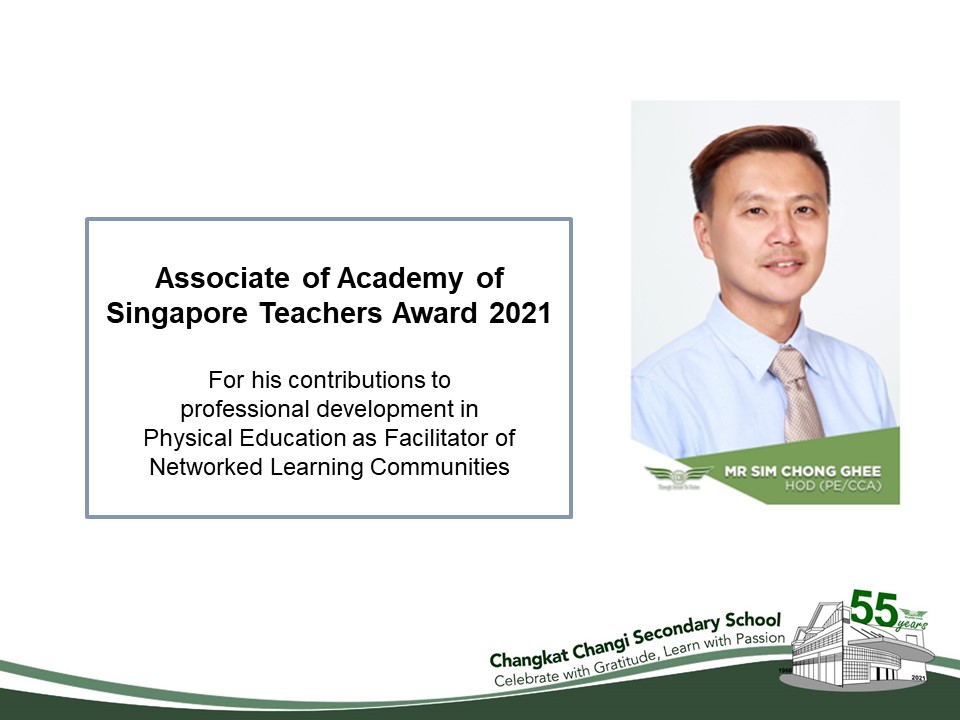 Associate of Academy of
Singapore Teachers Award 2021
For his contributions to
professional development in
Physical Education as Facilitator of
Networked Learning Communities
MR SIM CHONG GHEE
HOD (PE/CCA)
Changkat Changi Secondary School
Celebrate with Gratitude, Learn with Passion
55
years
2021